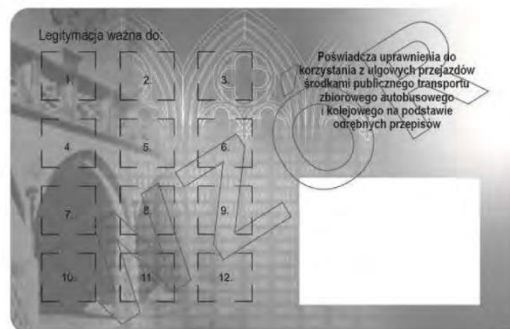 Legitymacja ważna do:
1. 2. 3.
4. 5. 6.
7. 8. 9.
10. 11. 12.
Poświadcza uprawnienia do
korzystania z ulgowych przejazdów
środkami publicznego transportu
zbiorowego autobusowego
i kolejowego na podstawie
odrębnych przepisów
WZÓR